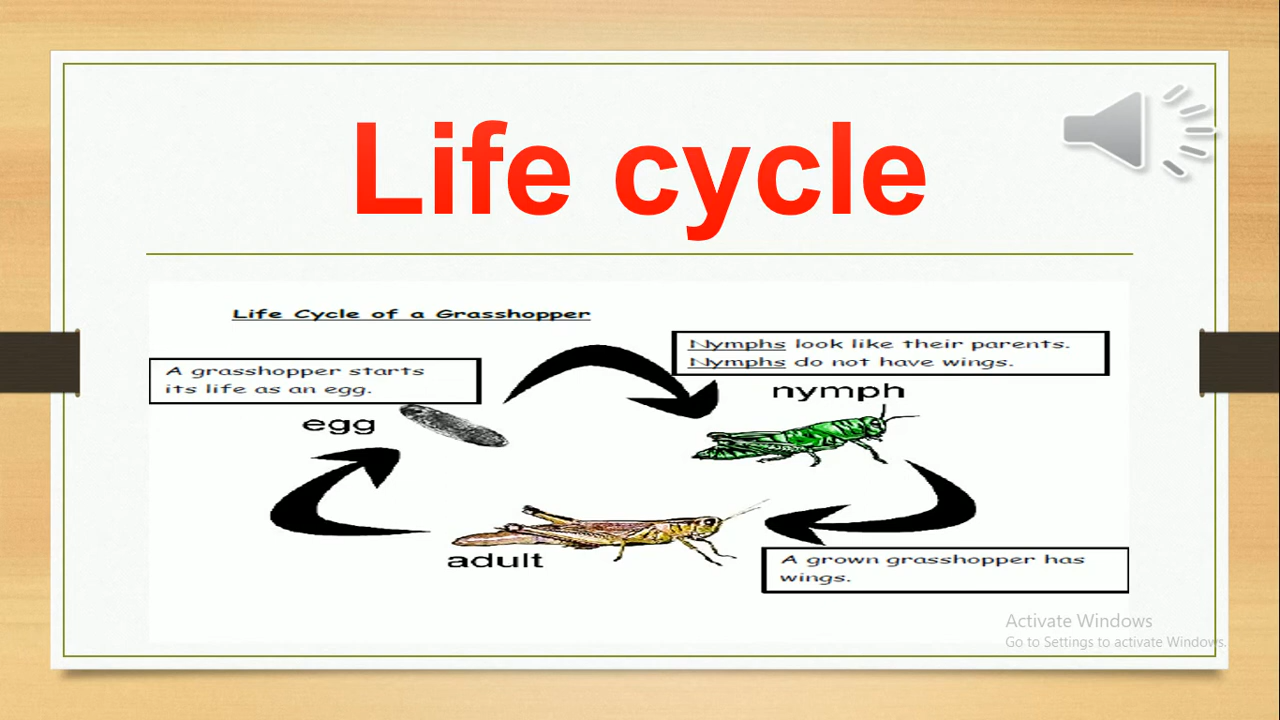 Life cycle
Life Cycle of a Grasshopper
Nymphs look like their parents.
Nymphs do not have wings.
A grasshopper starts
its life as an egg.
nymph
egg
adult
A grown grasshopper has
wings.
Activate Windows
Go to Settings to activate Windows.